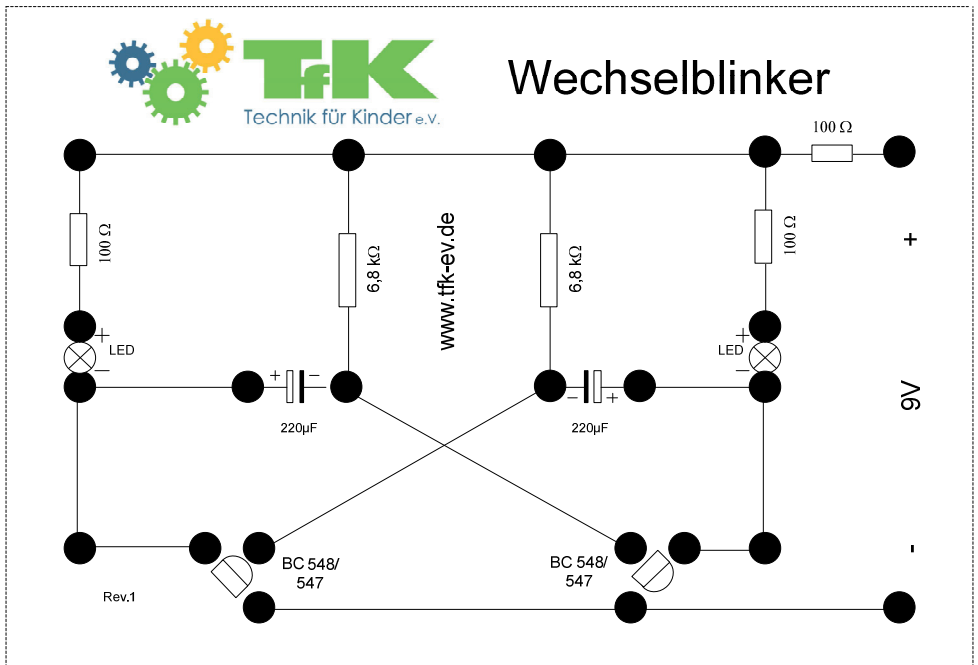 TfK
Technik für Kinder e.V.
Wechselblinker
100 Ω
100 Ω
6,8 kΩ
www.tfk-ev.de
6,8 kΩ
100 Ω
+
+
LED
−
+
LED
−
+ −
220µF
− +
220µF
9V
BC 548/
547
BC 548/
547
-
Rev.1